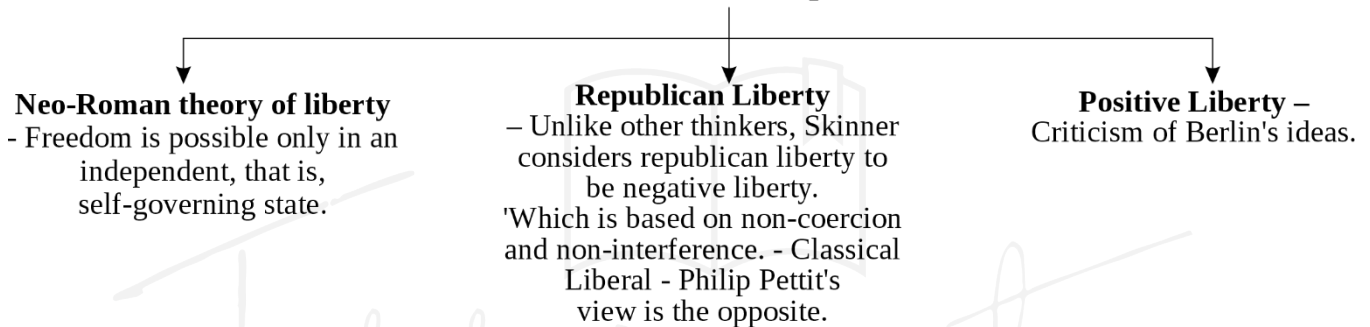 Neo-Roman theory of liberty
- Freedom is possible only in an
independent, that is,
self-governing state.
Republican Liberty
– Unlike other thinkers, Skinner
considers republican liberty to
be negative liberty.
'Which is based on non-coercion
and non-interference. - Classical
Liberal - Philip Pettit's
view is the opposite.
Positive Liberty –
Criticism of Berlin's ideas.